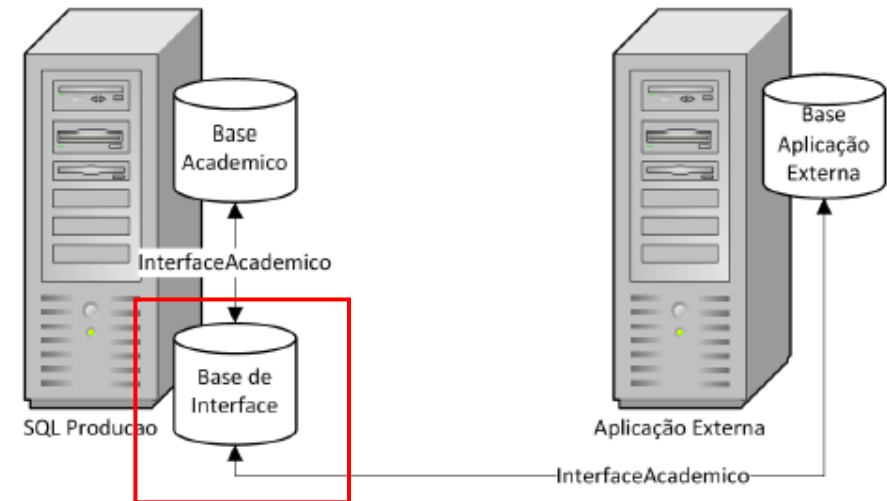 Base
Academico
Base
Aplicação
Externa
InterfaceAcademico
Base de
Interface
SQL Producao
Aplicação Externa
InterfaceAcademico